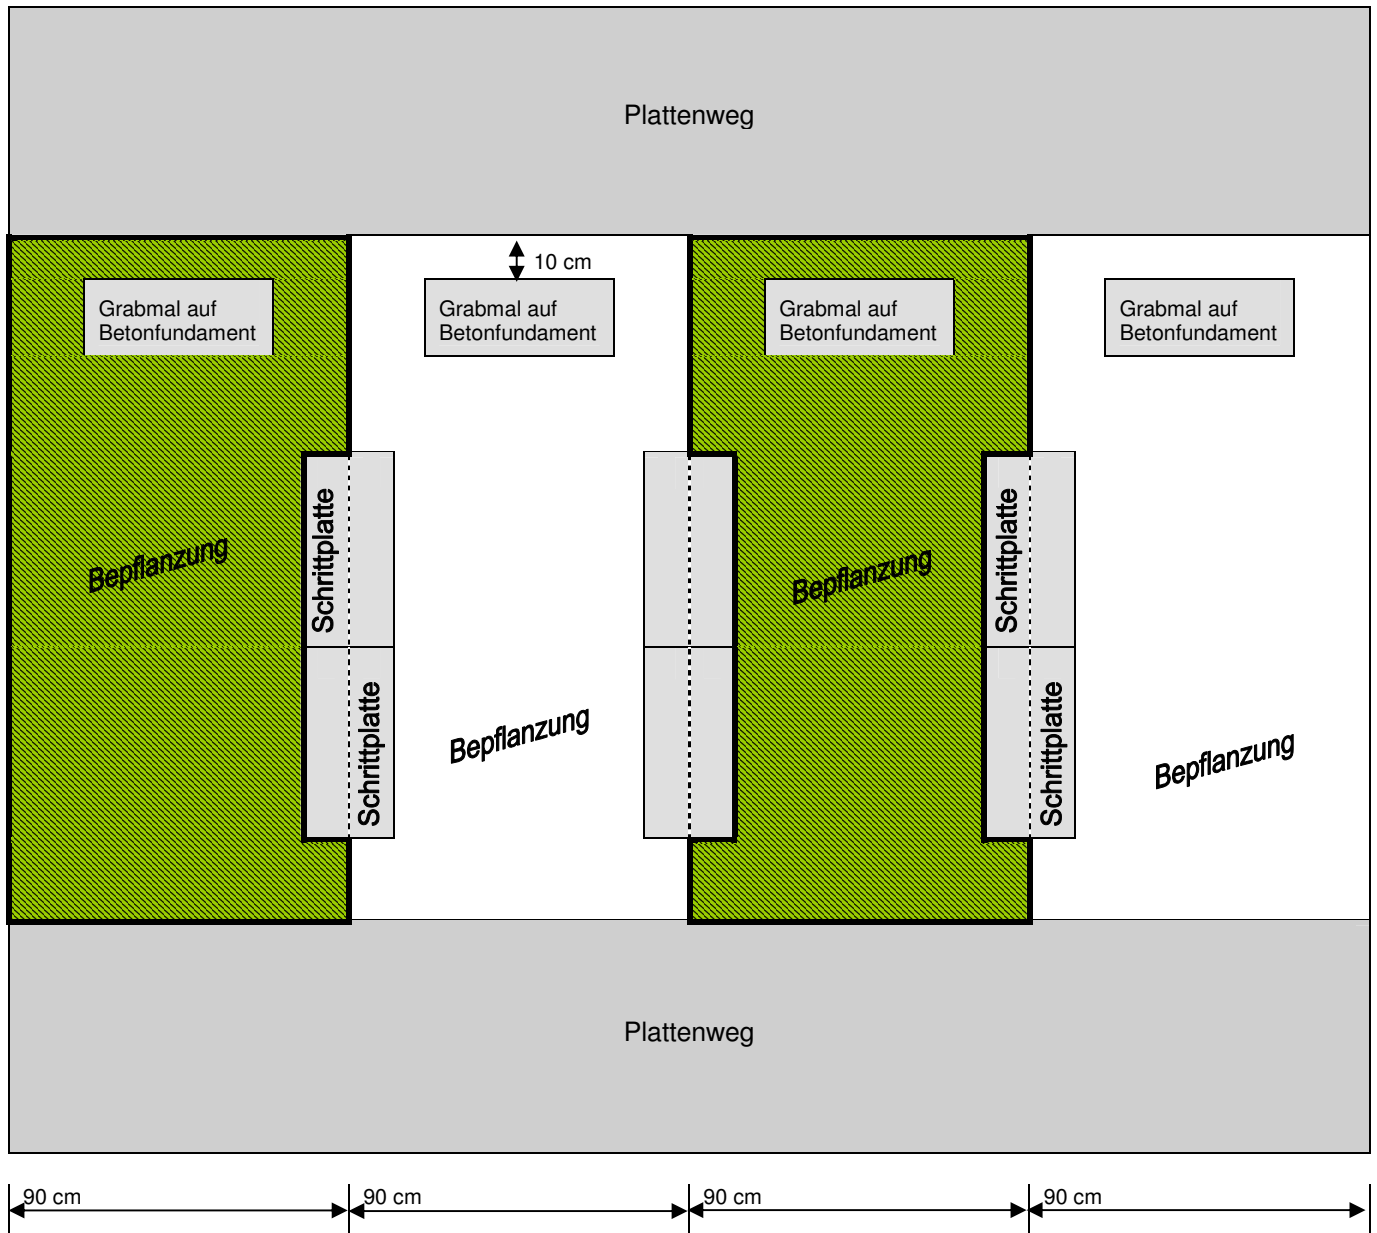 Plattenweg
10 cm
Grabmal auf
Betonfundament
Grabmal auf
Betonfundament
Grabmal auf
Betonfundament
Grabmal auf
Betonfundament
Bepflanzung
Schrittplatte
Schrittplatte
Bepflanzung
Bepflanzung
Schrittplatte
Schrittplatte
Bepflanzung
Plattenweg
90 cm
90 cm
90 cm
90 cm